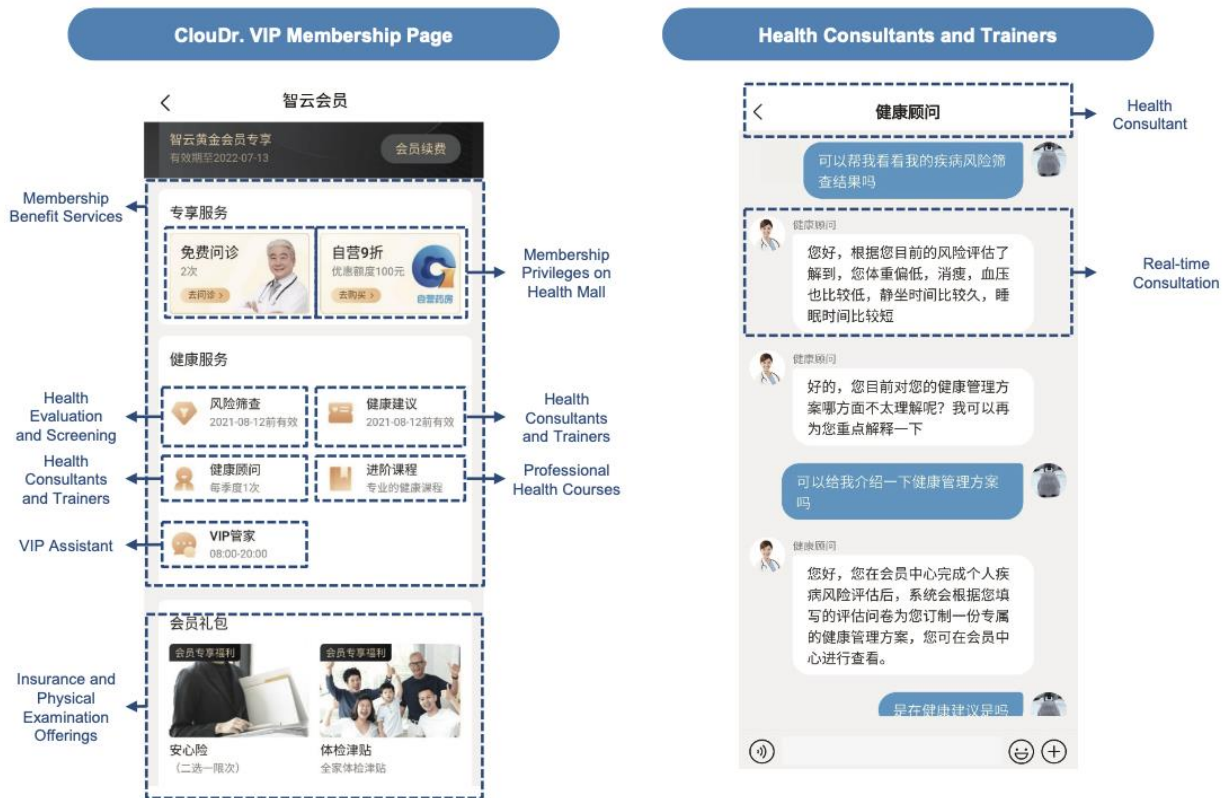 ClouDr. VIP Membership Page
智云会员
智云黄金会员专享
有效期至2022-07-13
会员续费
Membership
Benefit Services
专享服务
免费问诊
2次
去问诊 >
自营9折
优惠额度100元
去购买 >
自营药房
Membership
Privileges on
Health Mall
健康服务
Health
Evaluation
and Screening
风险筛查
2021-08-12前有效
健康建议
2021-08-12前有效
Health
Consultants
and Trainers
Health
Consultants
and Trainers
健康顾问
每季度1次
进阶课程
专业的健康课程
Professional
Health Courses
VIP Assistant
VIP管家
08:00-20:00
会员礼包
Insurance and
Physical
Examination
Offerings
会员专享福利
会员专享福利
安心险
（二选一限次）
体检津贴
全家体检津贴
Health Consultants and Trainers
健康顾问
Health
Consultant
可以帮我看看我的疾病风险筛
查结果吗
健康顾问
您好，根据您目前的风险评估了
解到，您体重偏低，消瘦，血压
也比较低，静坐时间比较久，睡
眠时间比较短
Real-time
Consultation
健康顾问
好的，您目前对您的健康管理方
案哪方面不太理解呢？我可以再
为您重点解释一下
可以给我介绍一下健康管理方案
吗
健康顾问
您好，您在会员中心完成个人疾
病风险评估后，系统会根据您填
写的评估问卷为您订制一份专属
的健康管理方案，您可在会员中
心进行查看。
是在健康建议是吗